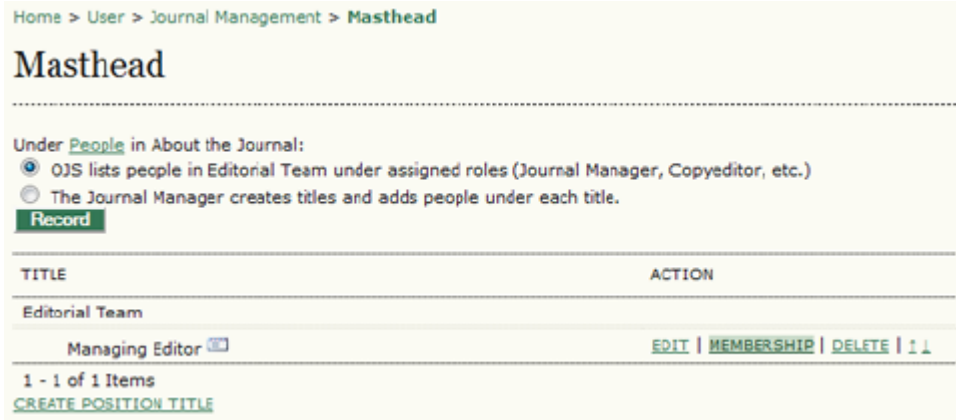 Home > User > Journal Management > Masthead
Masthead
Under People in About the Journal:
OJS lists people in Editorial Team under assigned roles (Journal Manager, Copyeditor, etc.)
The Journal Manager creates titles and adds people under each title.
Record
TITLE ACTION
Editorial Team
Managing Editor EDIT | MEMBERSHIP | DELETE | ↑ ↓
1 - 1 of 1 Items
CREATE POSITION TITLE